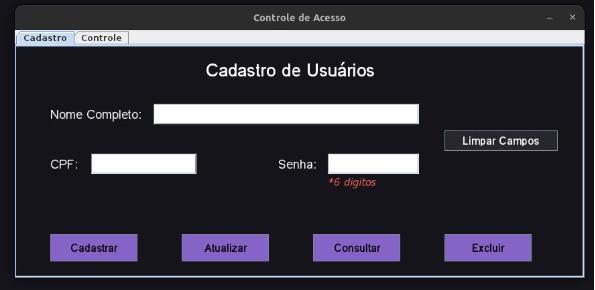 Controle de Acesso
Cadastro Controle
Cadastro de Usuários
Nome Completo:
Limpar Campos
CPF: Senha:
*6 digitos
Cadastrar Atualizar Consultar Excluir